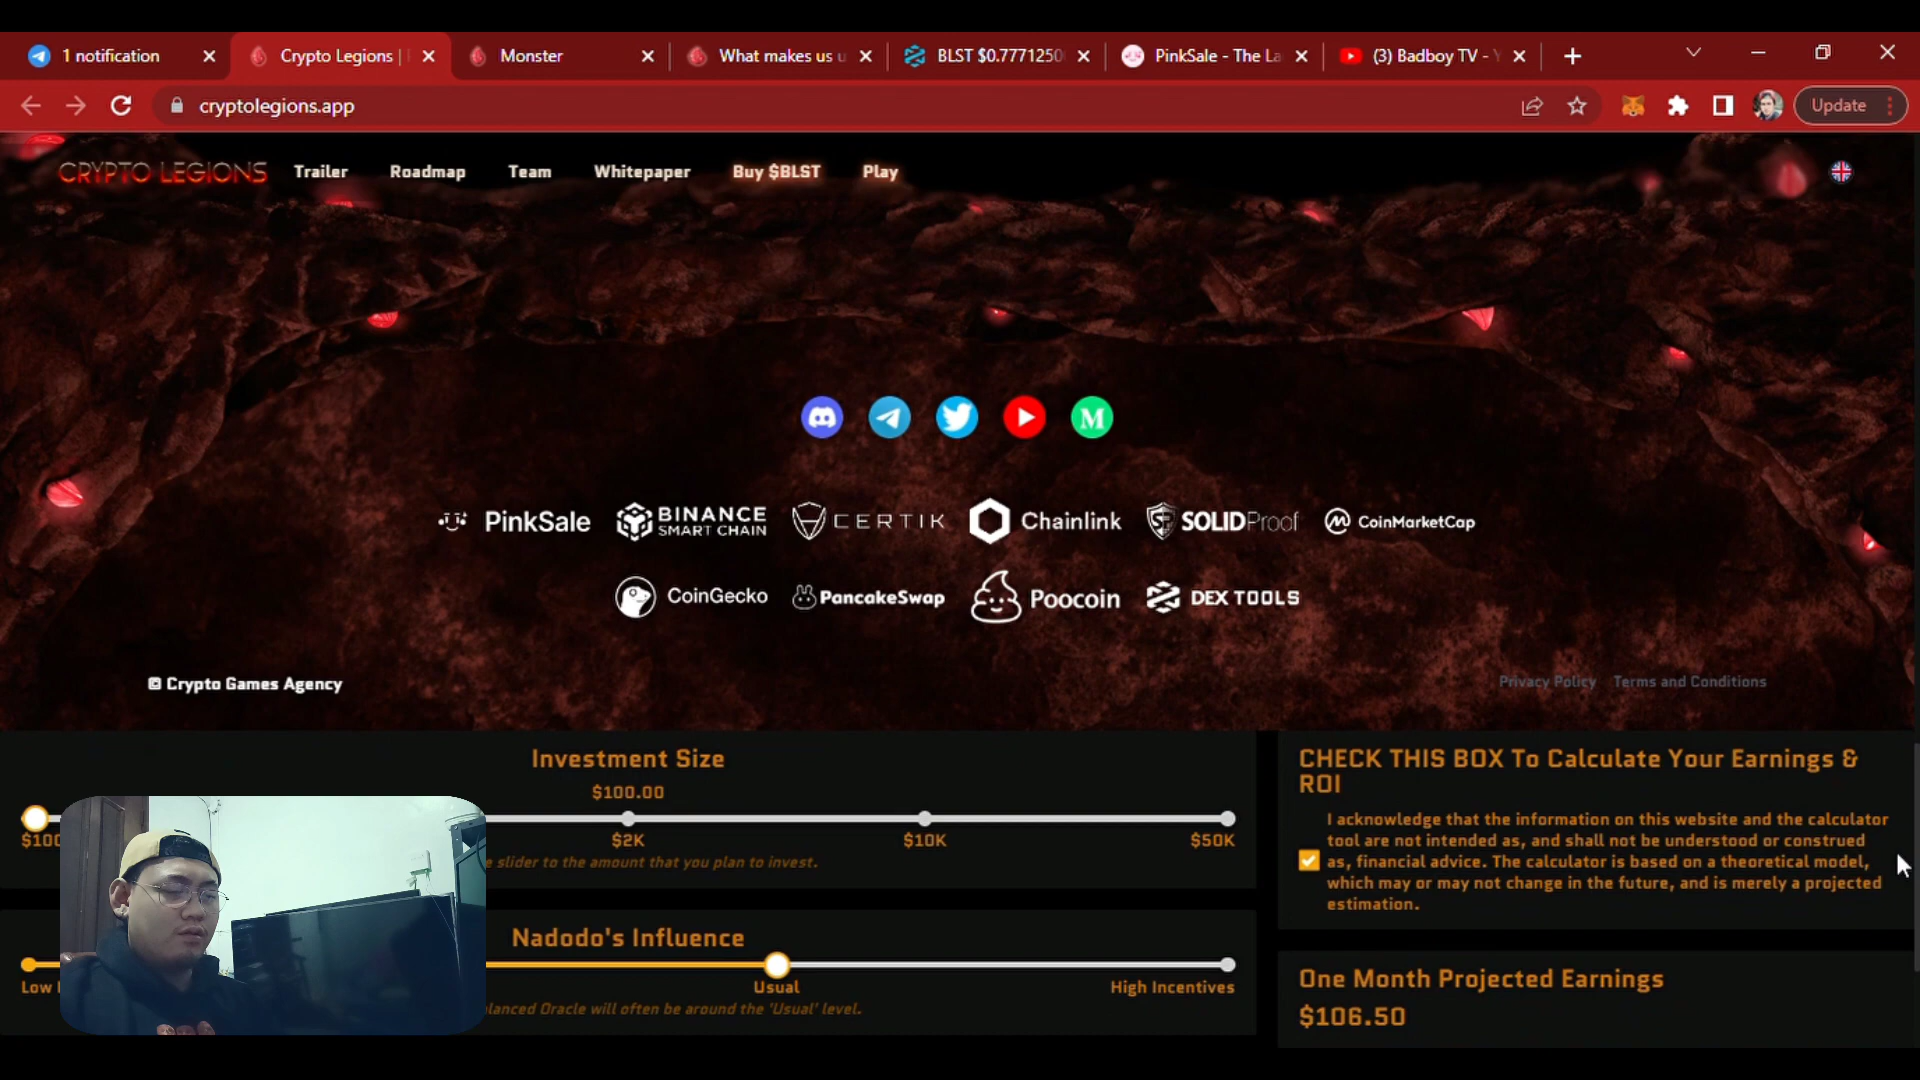 1 notification
Crypto Legions |
Monster
What makes us u
BLST $0.7771250
PinkSale - The La
(3) Badboy TV - Y
cryptolegions.app
Update
CRYPTO LEGIONS
Trailer
Roadmap
Team
Whitepaper
Buy $BLST
Play
PinkSale
BINANCE
SMART CHAIN
CERTIK
Chainlink
SOLIDProof
CoinMarketCap
CoinGecko
PancakeSwap
Poocoin
DEXTOOLS
© Crypto Games Agency
Privacy Policy
Terms and Conditions
Investment Size
$100.00
$100
$2K
$10K
$50K
slider to the amount that you plan to invest.
Nadodo's Influence
Low
Usual
High Incentives
Oracle will often be around the 'Usual' level.
CHECK THIS BOX To Calculate Your Earnings &
ROI
I acknowledge that the information on this website and the calculator
tool are not intended as, and shall not be understood or construed
as, financial advice. The calculator is based on a theoretical model,
which may or may not change in the future, and is merely a projected
estimation.
One Month Projected Earnings
$106.50